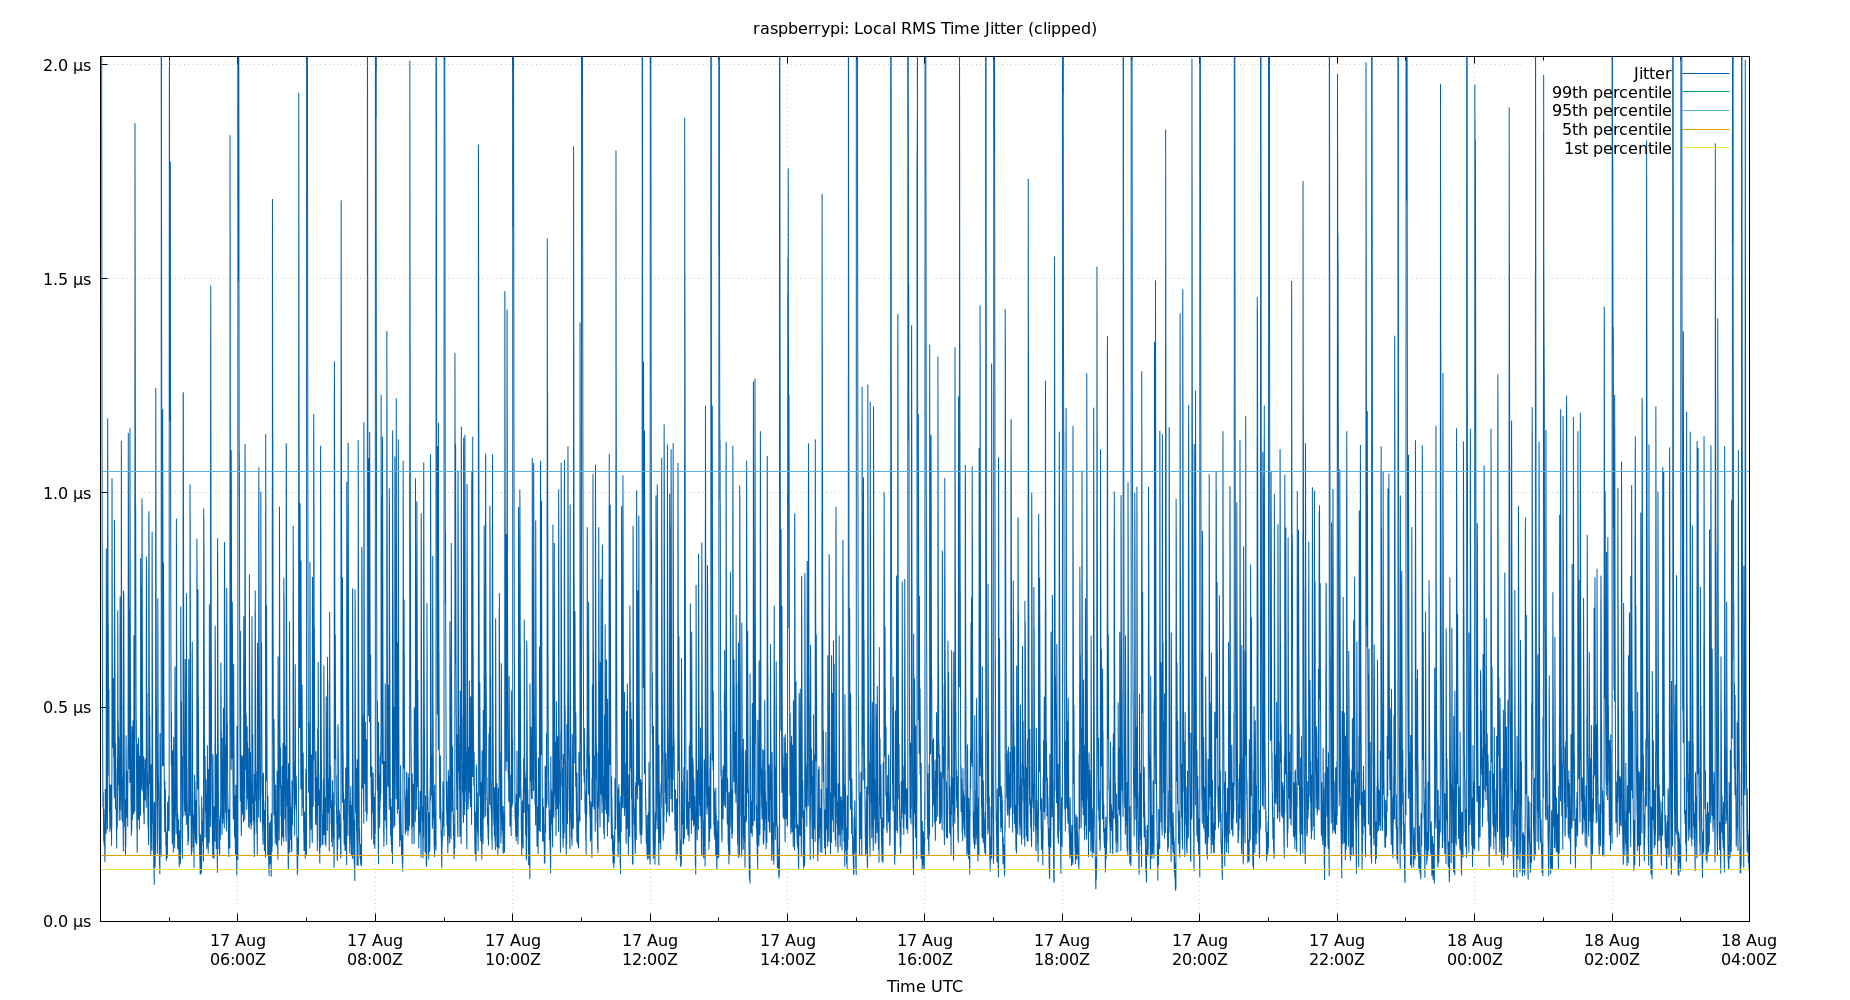 raspberrypi: Local RMS Time Jitter (clipped)
2.0 µs
1.5 µs
1.0 µs
0.5 µs
0.0 µs
Jitter
99th percentile
95th percentile
5th percentile
1st percentile
17 Aug 17 Aug 17 Aug 17 Aug 17 Aug 17 Aug 17 Aug 17 Aug 17 Aug 18 Aug 18 Aug 18 Aug
06:00Z 08:00Z 10:00Z 12:00Z 14:00Z 16:00Z 18:00Z 20:00Z 22:00Z 00:00Z 02:00Z 04:00Z
Time UTC